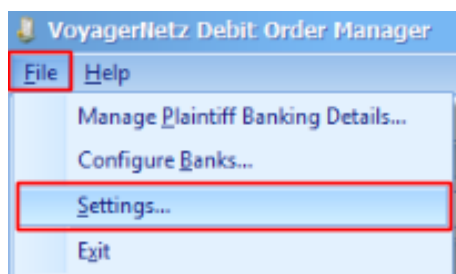 VoyagerNetz Debit Order Manager
File Help
Manage Plaintiff Banking Details...
Configure Banks...
Settings...
Exit